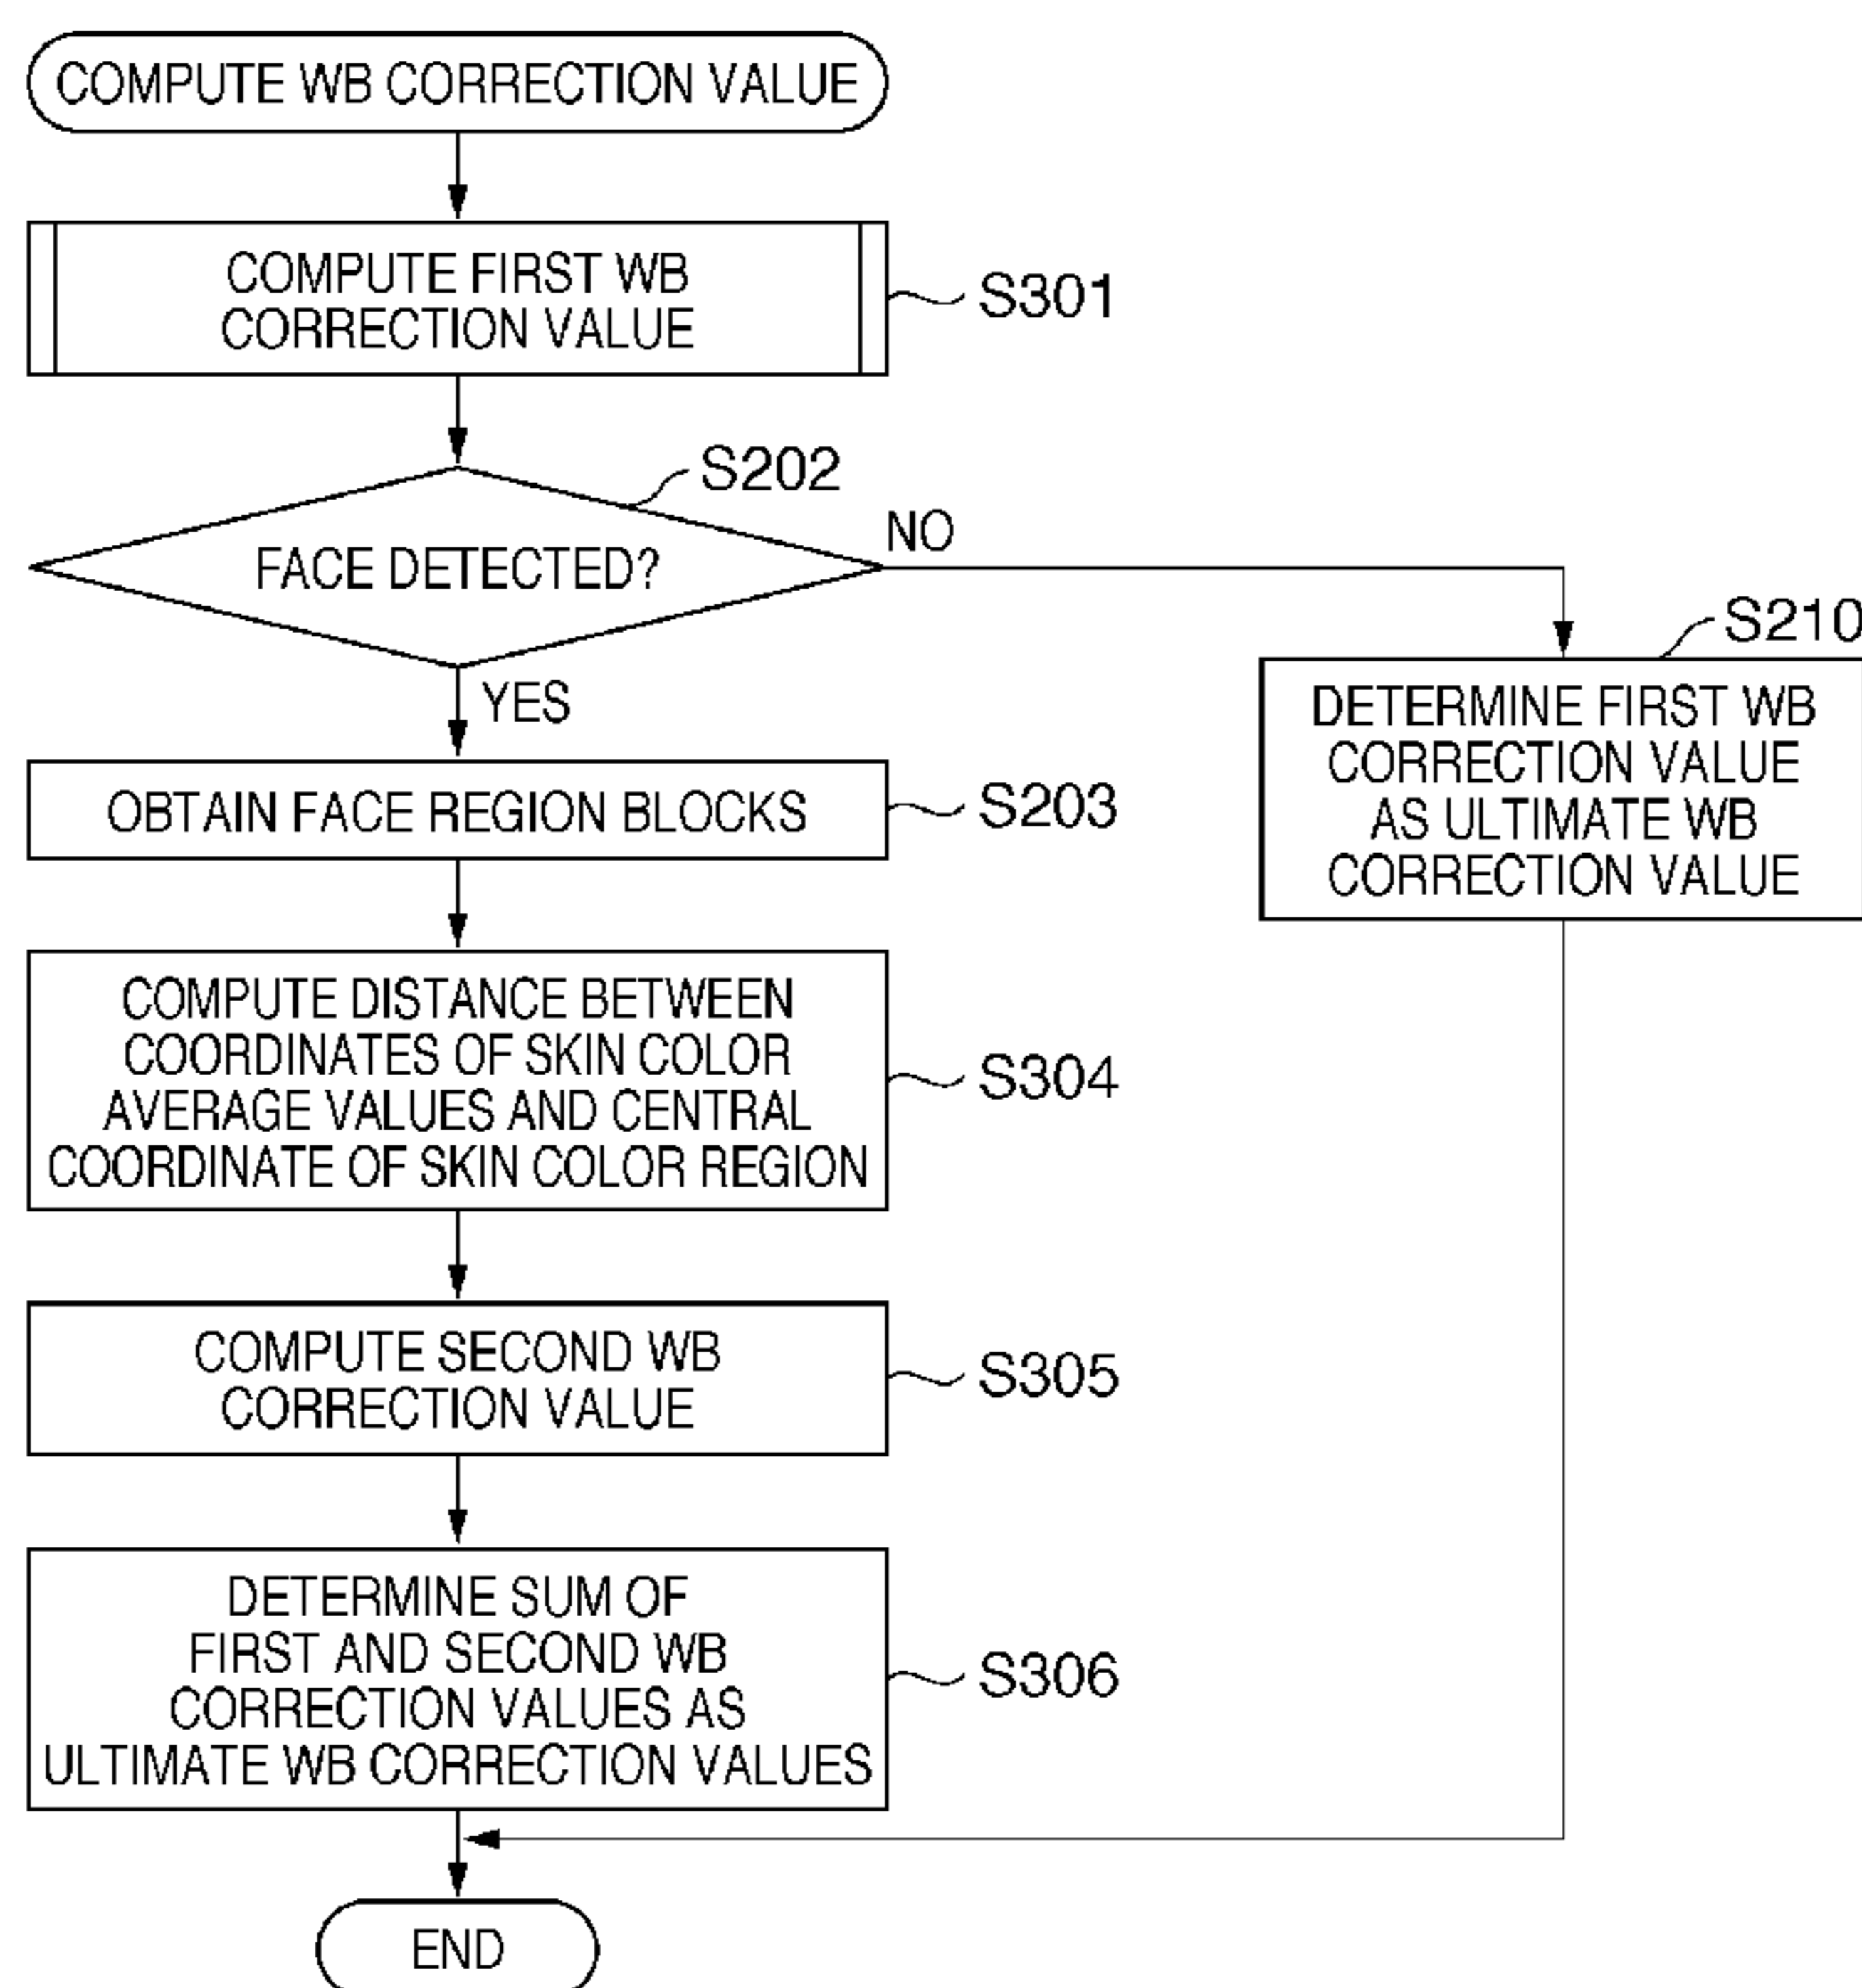 COMPUTE WB CORRECTION VALUE
COMPUTE FIRST WB
CORRECTION VALUE
S301
S202
FACE DETECTED?
NO
YES
S210
DETERMINE FIRST WB
CORRECTION VALUE
AS ULTIMATE WB
CORRECTION VALUE
OBTAIN FACE REGION BLOCKS
S203
COMPUTE DISTANCE BETWEEN
COORDINATES OF SKIN COLOR
AVERAGE VALUES AND CENTRAL
COORDINATE OF SKIN COLOR REGION
S304
COMPUTE SECOND WB
CORRECTION VALUE
S305
DETERMINE SUM OF
FIRST AND SECOND WB
CORRECTION VALUES AS
ULTIMATE WB CORRECTION VALUES
S306
END